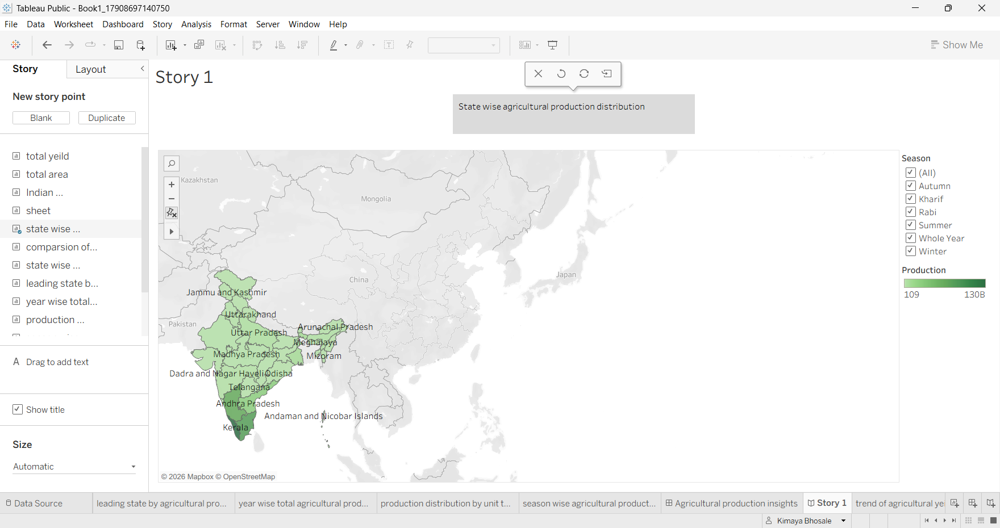 Tableau Public - Book1_17908697140750
File Data Worksheet Dashboard Story Analysis Format Server Window Help
Show Me
Story Layout
New story point
Blank Duplicate
total yeild
total area
Indian ...
sheet
state wise ...
comparsion of...
state wise ...
leading state b...
year wise total...
production ...
A Drag to add text
Show title
Size
Automatic
Story 1
State wise agricultural production distribution
Kazakhstan
Mongolia
China
Japan
Jammu and Kashmir
Uttarakhand
Pakistan
Arunachal Pradesh
Uttar Pradesh
Meghalaya
Madhya Pradesh
Mizoram
Dadra and Nagar Haveli
Odisha
Telangana
Andhra Pradesh
Andaman and Nicobar Islands
Kerala
© 2026 Mapbox © OpenStreetMap
Season
(All)
Autumn
Kharif
Rabi
Summer
Whole Year
Winter
Production
109 130B
Data Source leading state by agricultural pro... year wise total agricultural prod... production distribution by unit t... season wise agricultural product... Agricultural production insights Story 1 trend of agricultural yei
Kimaya Bhosale